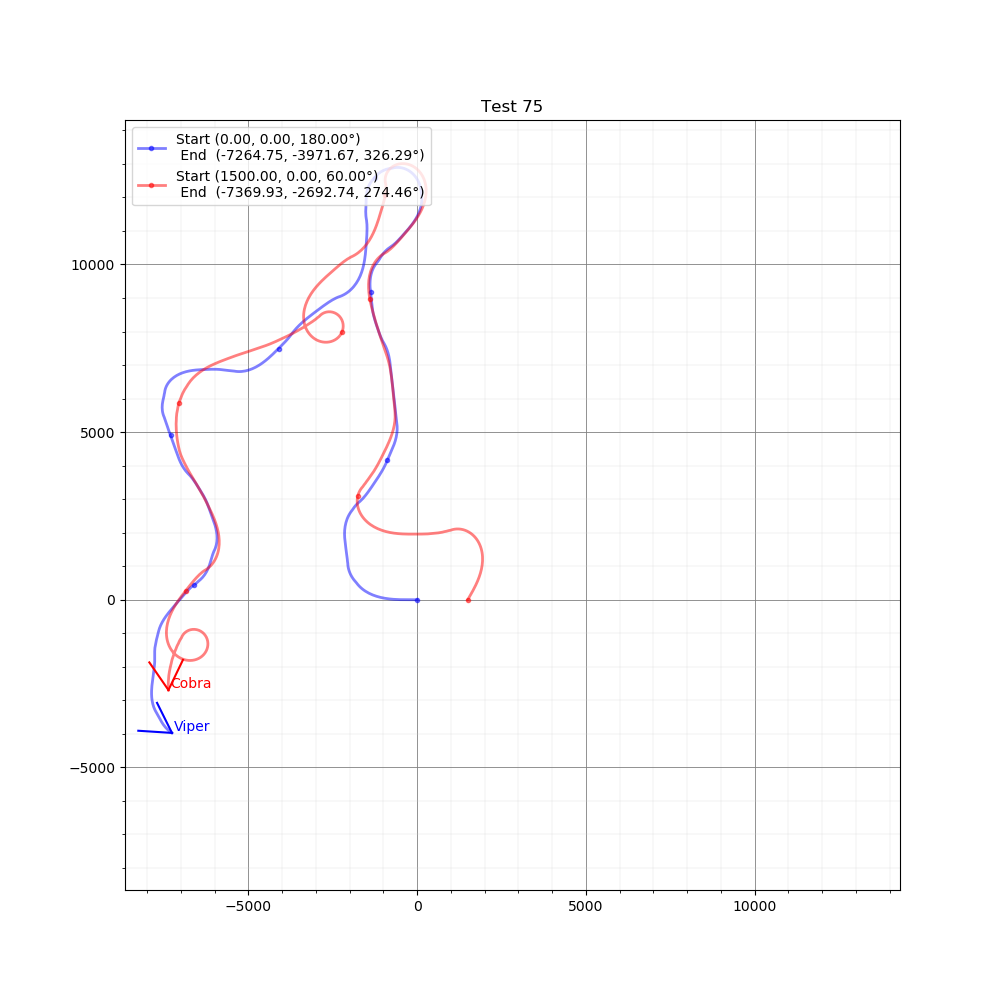 Test 75
Start (0.00, 0.00, 180.00°)
End (-7264.75, -3971.67, 326.29°)
Start (1500.00, 0.00, 60.00°)
End (-7369.93, -2692.74, 274.46°)
10000
5000
0
−5000
Cobra
Viper
−5000
0
5000
10000